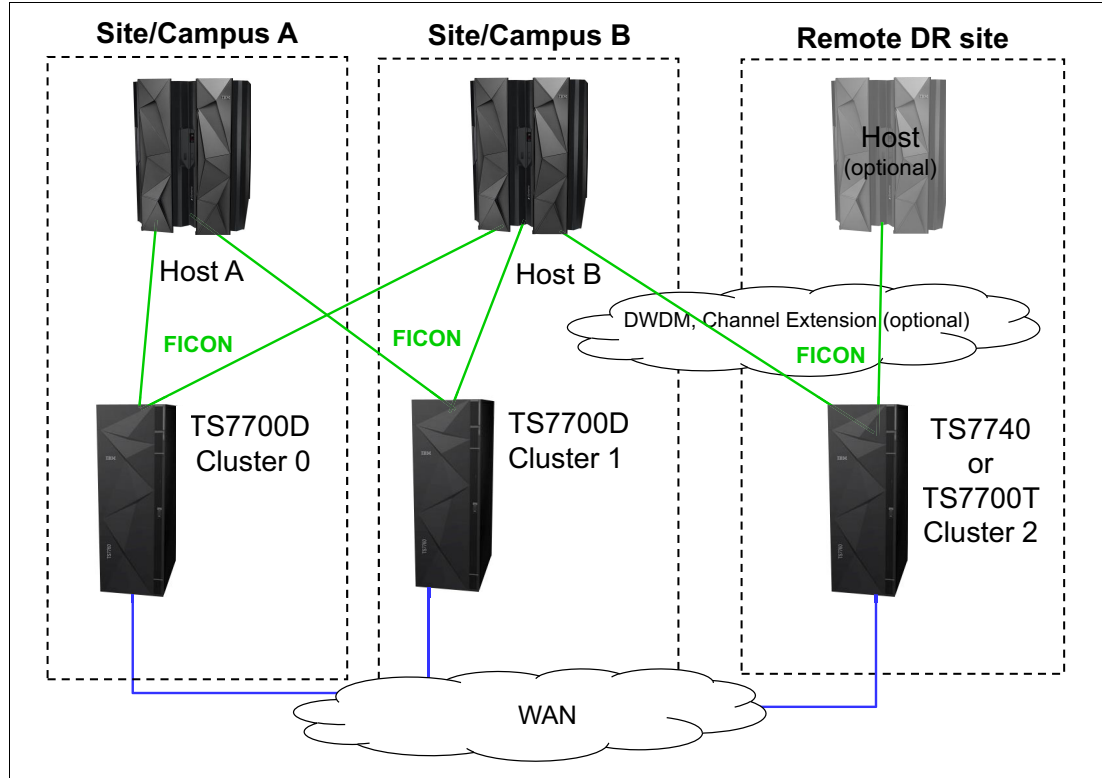 Site/Campus A
Site/Campus B
Remote DR site
Host
(optional)
Host A
Host B
DWDM, Channel Extension (optional)
FICON
FICON
FICON
TS7700D
Cluster 0
TS7700D
Cluster 1
TS7740
or
TS7700T
Cluster 2
WAN